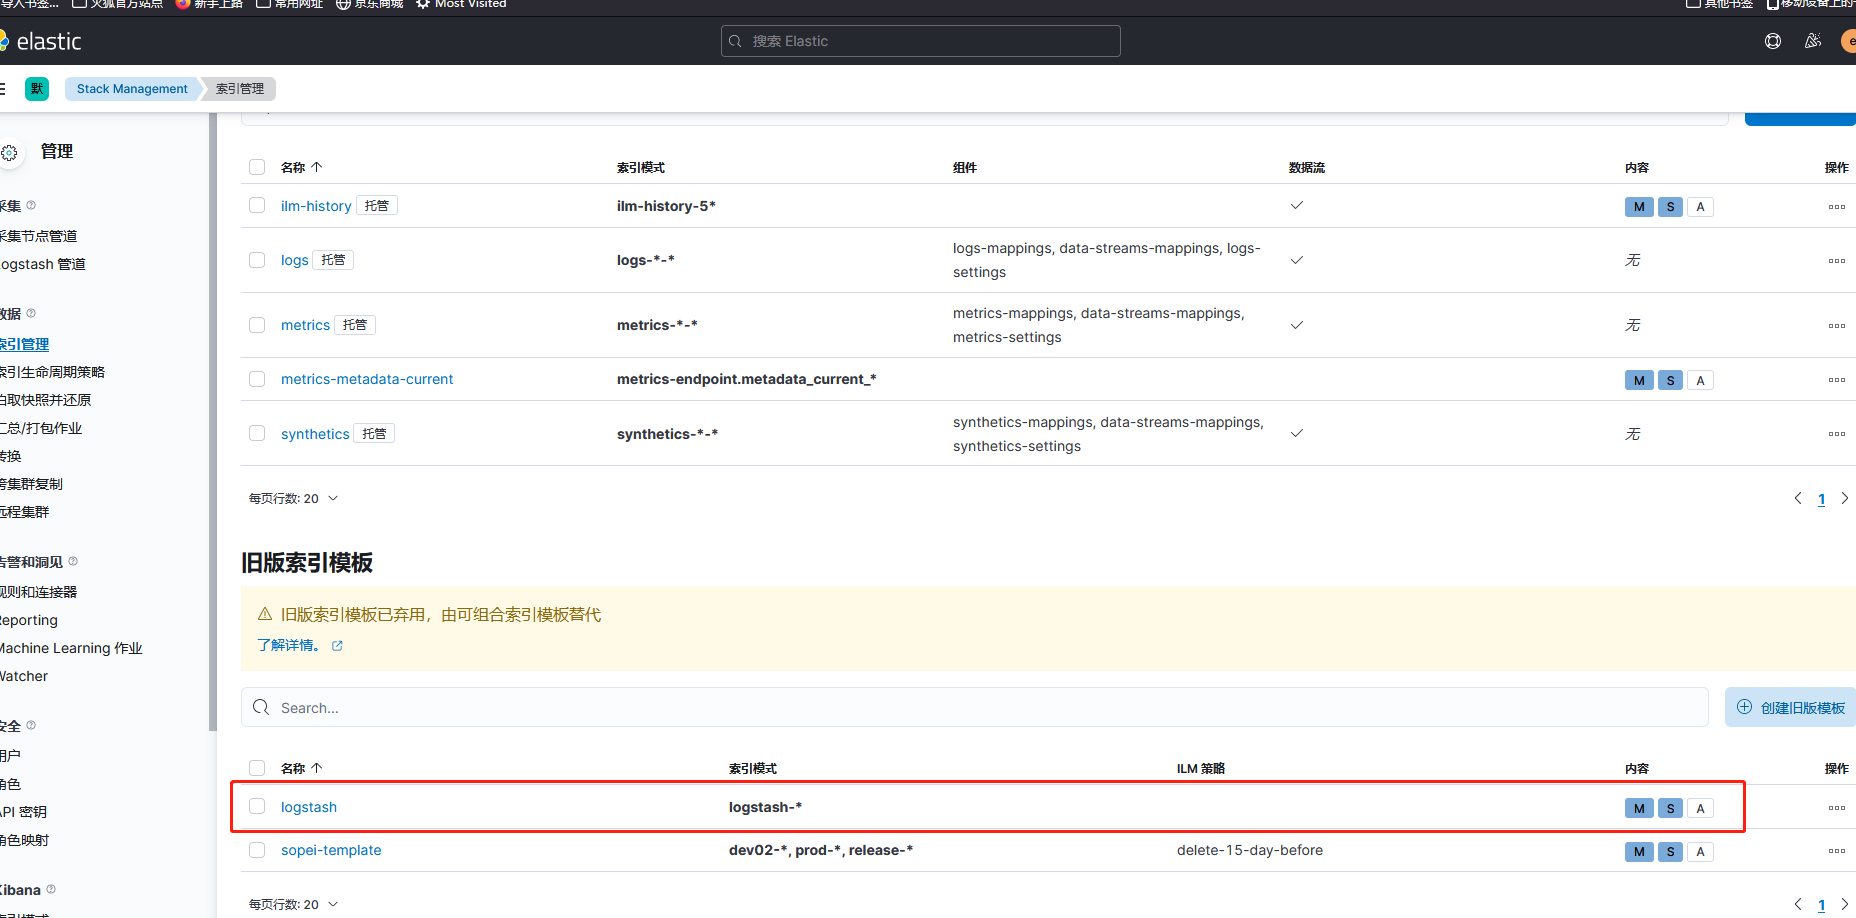 导入书签... 火狐官方站点 新手上路 常用网址 京东商城 Most Visited 其他书签 移动设备上的
elastic 搜索 Elastic e
默 Stack Management 索引管理
管理
名称 索引模式 组件 数据流 内容 操作
采集
ilm-history 托管 ilm-history-5* M S A
采集节点管道
logs 托管 logs-*-* logs-mappings, data-streams-mappings, logs-settings 无
ogstash 管道
数据
metrics 托管 metrics-*-* metrics-mappings, data-streams-mappings, metrics-settings 无
索引管理
索引生命周期策略
metrics-metadata-current metrics-endpoint.metadata_current_* M S A
拍取快照并还原
汇总/打包作业
synthetics 托管 synthetics-*-* synthetics-mappings, data-streams-mappings, synthetics-settings 无
转换
跨集群复制
每页行数: 20 1
远程集群
告警和洞见
旧版索引模板
规则和连接器
旧版索引模板已弃用，由可组合索引模板替代
Reporting
了解详情。
Machine Learning 作业
Watcher
Search... 创建旧版模板
安全
用户
名称 索引模式 ILM 策略 内容 操作
角色
logstash logstash-* M S A
API 密钥
角色映射
sopei-template dev02-*, prod-*, release-* delete-15-day-before M S A
Kibana
每页行数: 20 1